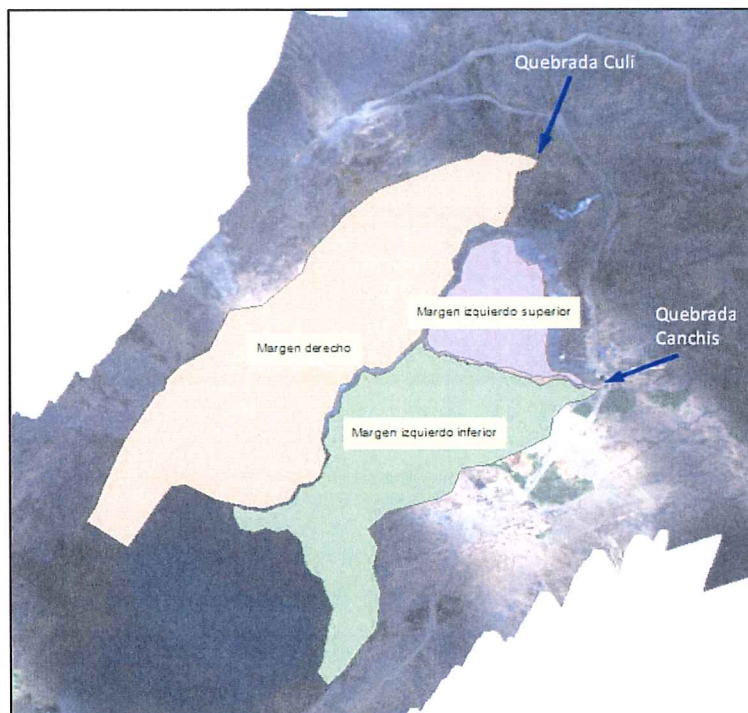 Quebrada Culí
Margen izquierdo superior
Quebrada
Canchis
Margen derecho
Margen izquierdo inferior